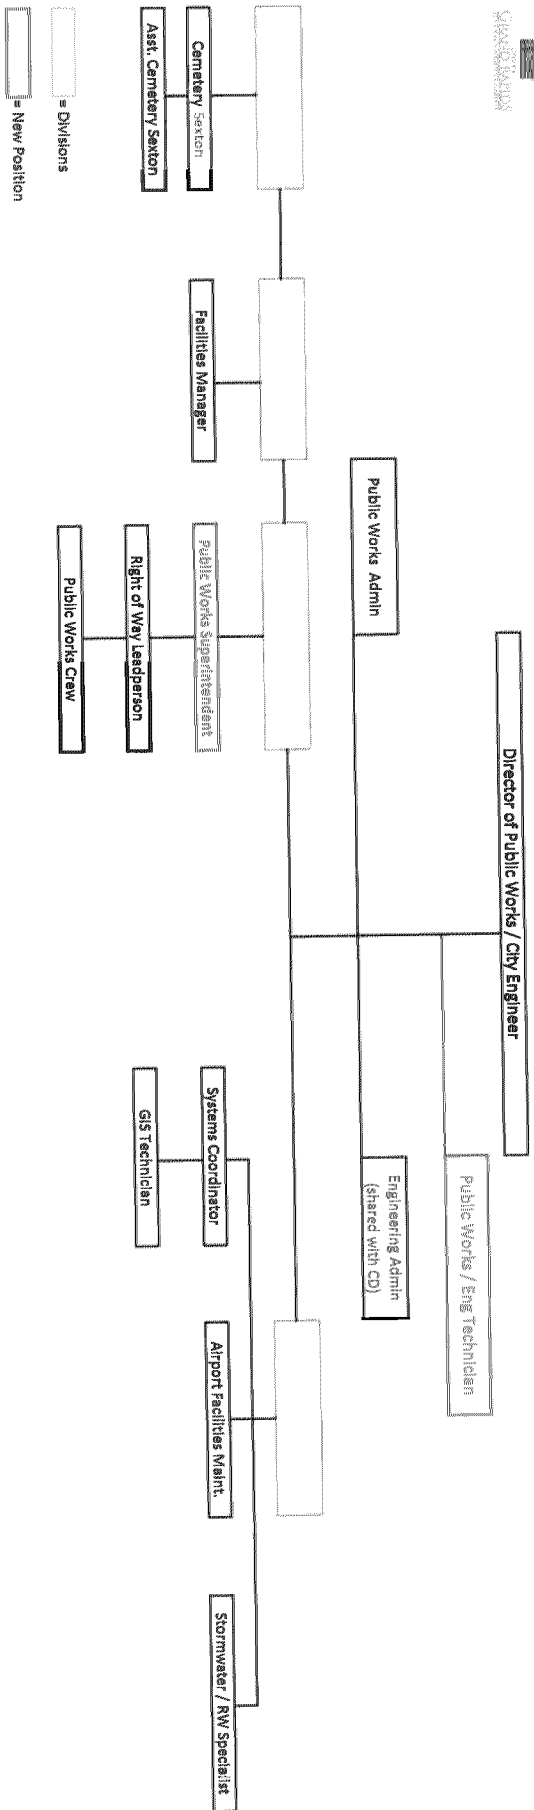 Director of Public Works / City Engineer
Public Works / Eng Technician
Public Works Admin
Engineering Admin
(shared with CD)
Cemetery Sexton
Asst. Cemetery Sexton
Facilities Manager
Public Works Superintendent
Right of Way Leadperson
Public Works Crew
Systems Coordinator
GIS Technician
Airport Facilities Maint.
Stormwater / RW Specialist
= Divisions
= New Position